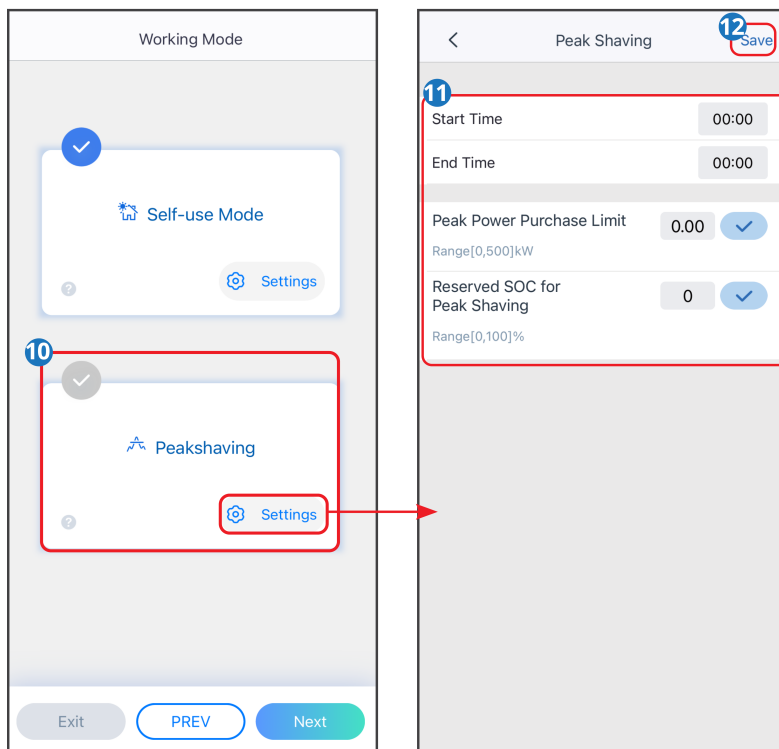 Working Mode
Self-use Mode
?
Settings
10
Peakshaving
?
Settings
Exit
PREV
Next
Peak Shaving
12
Save
11
Start Time
00:00
End Time
00:00
Peak Power Purchase Limit
0.00
Range[0,500]kW
Reserved SOC for
Peak Shaving
0
Range[0,100]%